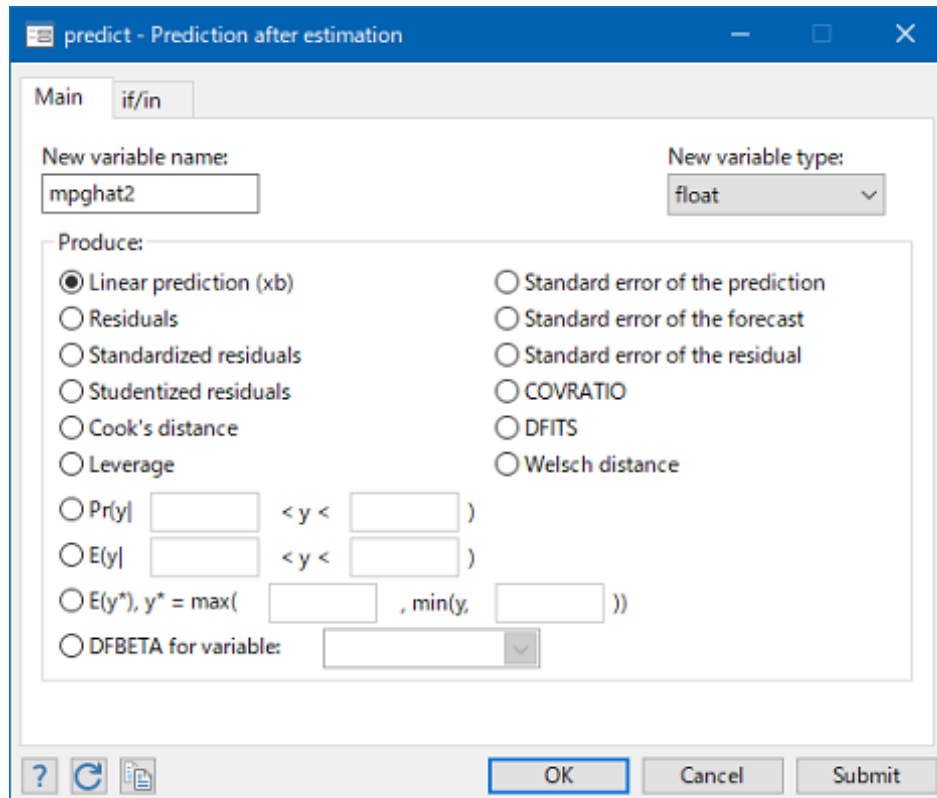 predict - Prediction after estimation
Main if/in
New variable name: New variable type:
mpghat2 float
Produce:
Linear prediction (xb) Standard error of the prediction
Residuals Standard error of the forecast
Standardized residuals Standard error of the residual
Studentized residuals COVRATIO
Cook's distance DFITS
Leverage Welsch distance
Pr(y| < y < )
E(y| < y < )
E(y*), y* = max( , min(y, ))
DFBETA for variable:
? OK Cancel Submit